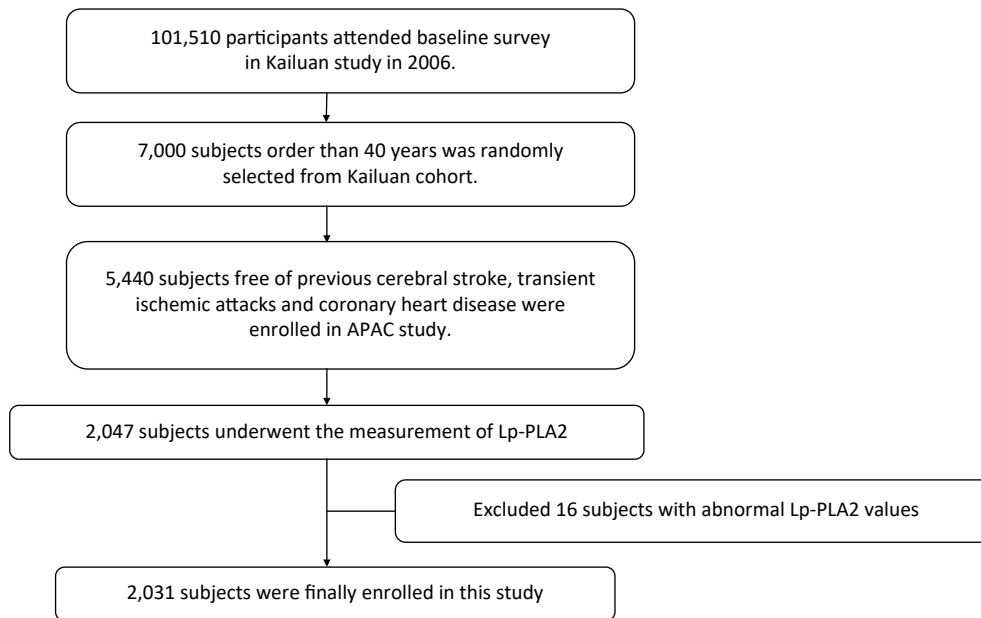 101,510 participants attended baseline survey
in Kailuan study in 2006.
7,000 subjects order than 40 years was randomly
selected from Kailuan cohort.
5,440 subjects free of previous cerebral stroke, transient
ischemic attacks and coronary heart disease were
enrolled in APAC study.
2,047 subjects underwent the measurement of Lp-PLA2
Excluded 16 subjects with abnormal Lp-PLA2 values
2,031 subjects were finally enrolled in this study